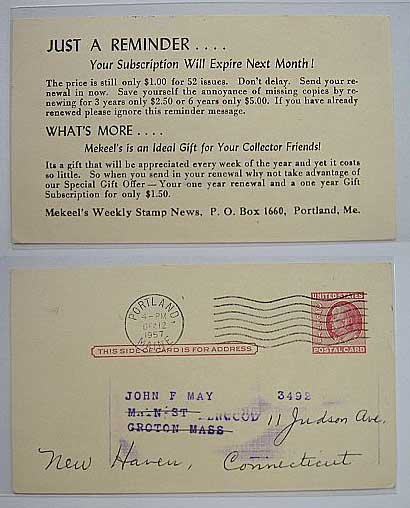 JUST A REMINDER....
Your Subscription Will Expire Next Month!
The price is still only $1.00 for 52 issues. Don't delay. Send your re-
newal in now. Save yourself the annoyance of missing copies by re-
newing for 3 years only $2.50 or 6 years only $5.00. If you have already
renewed please ignore this reminder message.
WHAT'S MORE....
Mekeel's is an Ideal Gift for Your Collector Friends!
Its a gift that will be appreciated every week of the year and yet it costs
so little. So when you send in your renewal why not take advantage of
our Special Gift Offer — Your one year renewal and a one year Gift
Subscription for only $1.50.
Mekeel's Weekly Stamp News, P. O. Box 1660, Portland, Me.
PORTLAND
4-PM
DEC 12
1957
MAINE
UNITED STATES
POSTAL CARD
THIS SIDE OF CARD IS FOR ADDRESS
JOHN F MAY 3492
MAIN ST 11 Judson Ave,
GROTON MASS
New Haven, Connecticut